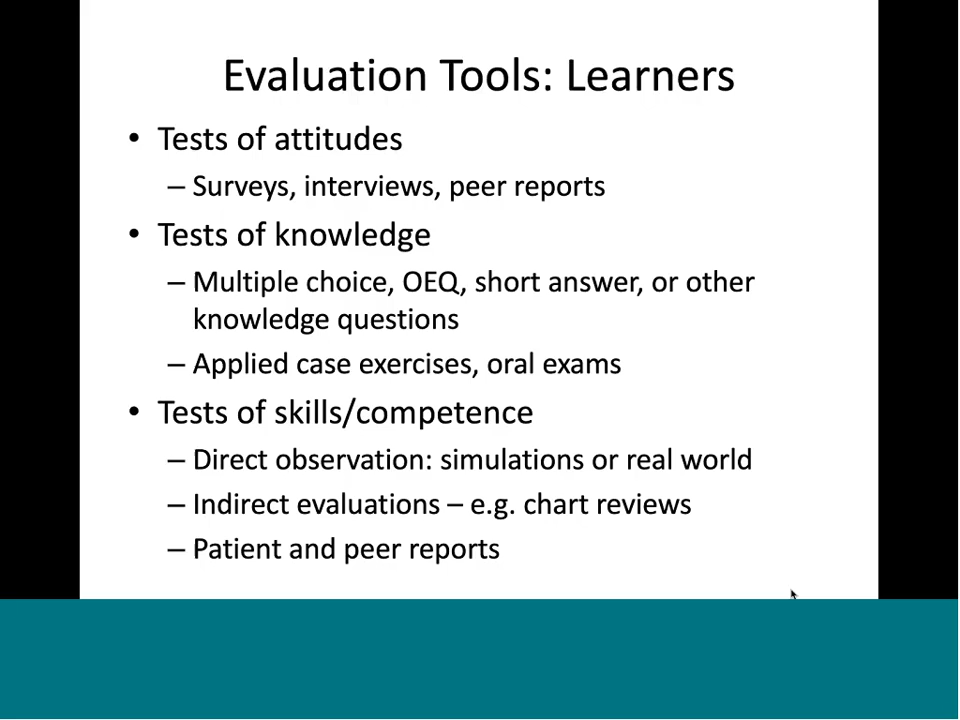 Evaluation Tools: Learners
• Tests of attitudes
– Surveys, interviews, peer reports
• Tests of knowledge
– Multiple choice, OEQ, short answer, or other
knowledge questions
– Applied case exercises, oral exams
• Tests of skills/competence
– Direct observation: simulations or real world
– Indirect evaluations – e.g. chart reviews
– Patient and peer reports